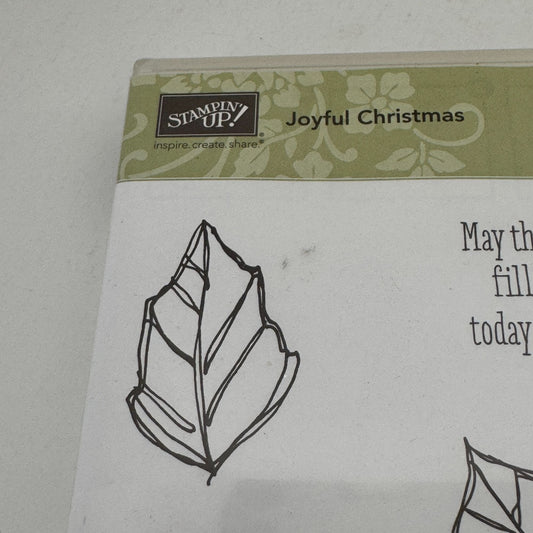 STAMPIN' UP!®
inspire. create. share.®
Joyful Christmas
May th
fill
today